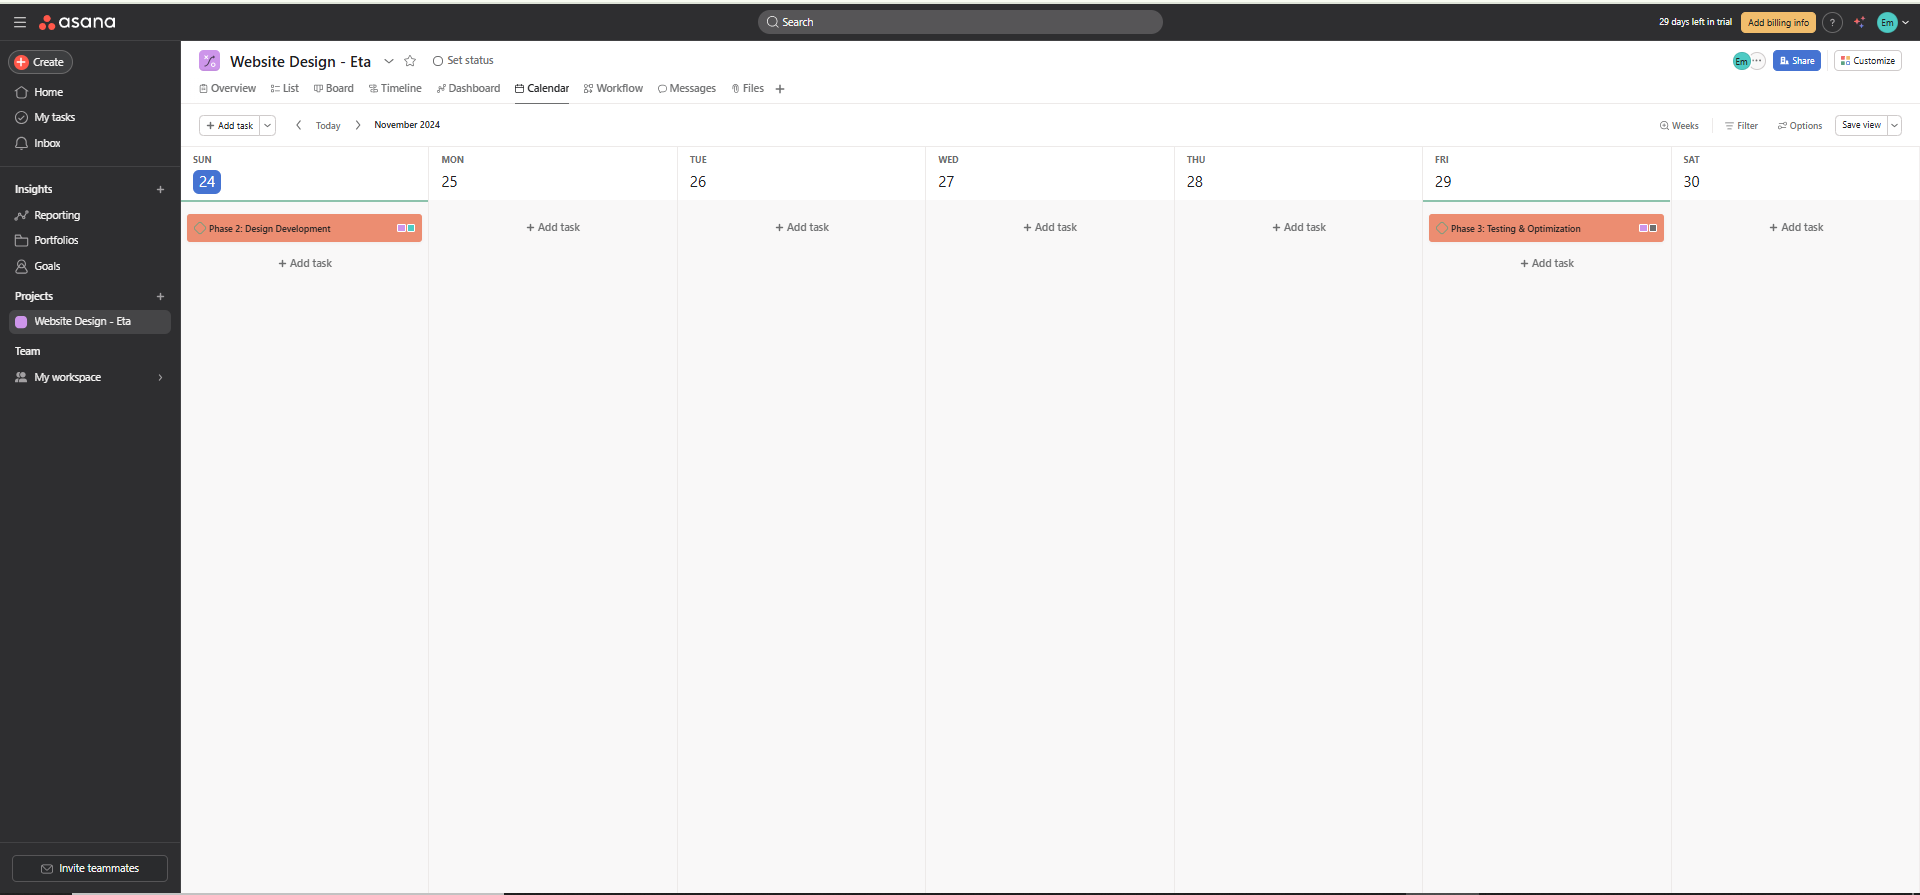 asana
Search
29 days left in trial
Add billing info
?
Em
Create
Home
My tasks
Inbox
Insights
Reporting
Portfolios
Goals
Projects
Website Design - Eta
Team
My workspace
Invite teammates
Website Design - Eta
Set status
Em
Share
Customize
Overview
List
Board
Timeline
Dashboard
Calendar
Workflow
Messages
Files
+ Add task
Today
November 2024
Weeks
Filter
Options
Save view
SUN
24
MON
25
TUE
26
WED
27
THU
28
FRI
29
SAT
30
Phase 2: Design Development
+ Add task
+ Add task
+ Add task
+ Add task
+ Add task
Phase 3: Testing & Optimization
+ Add task
+ Add task